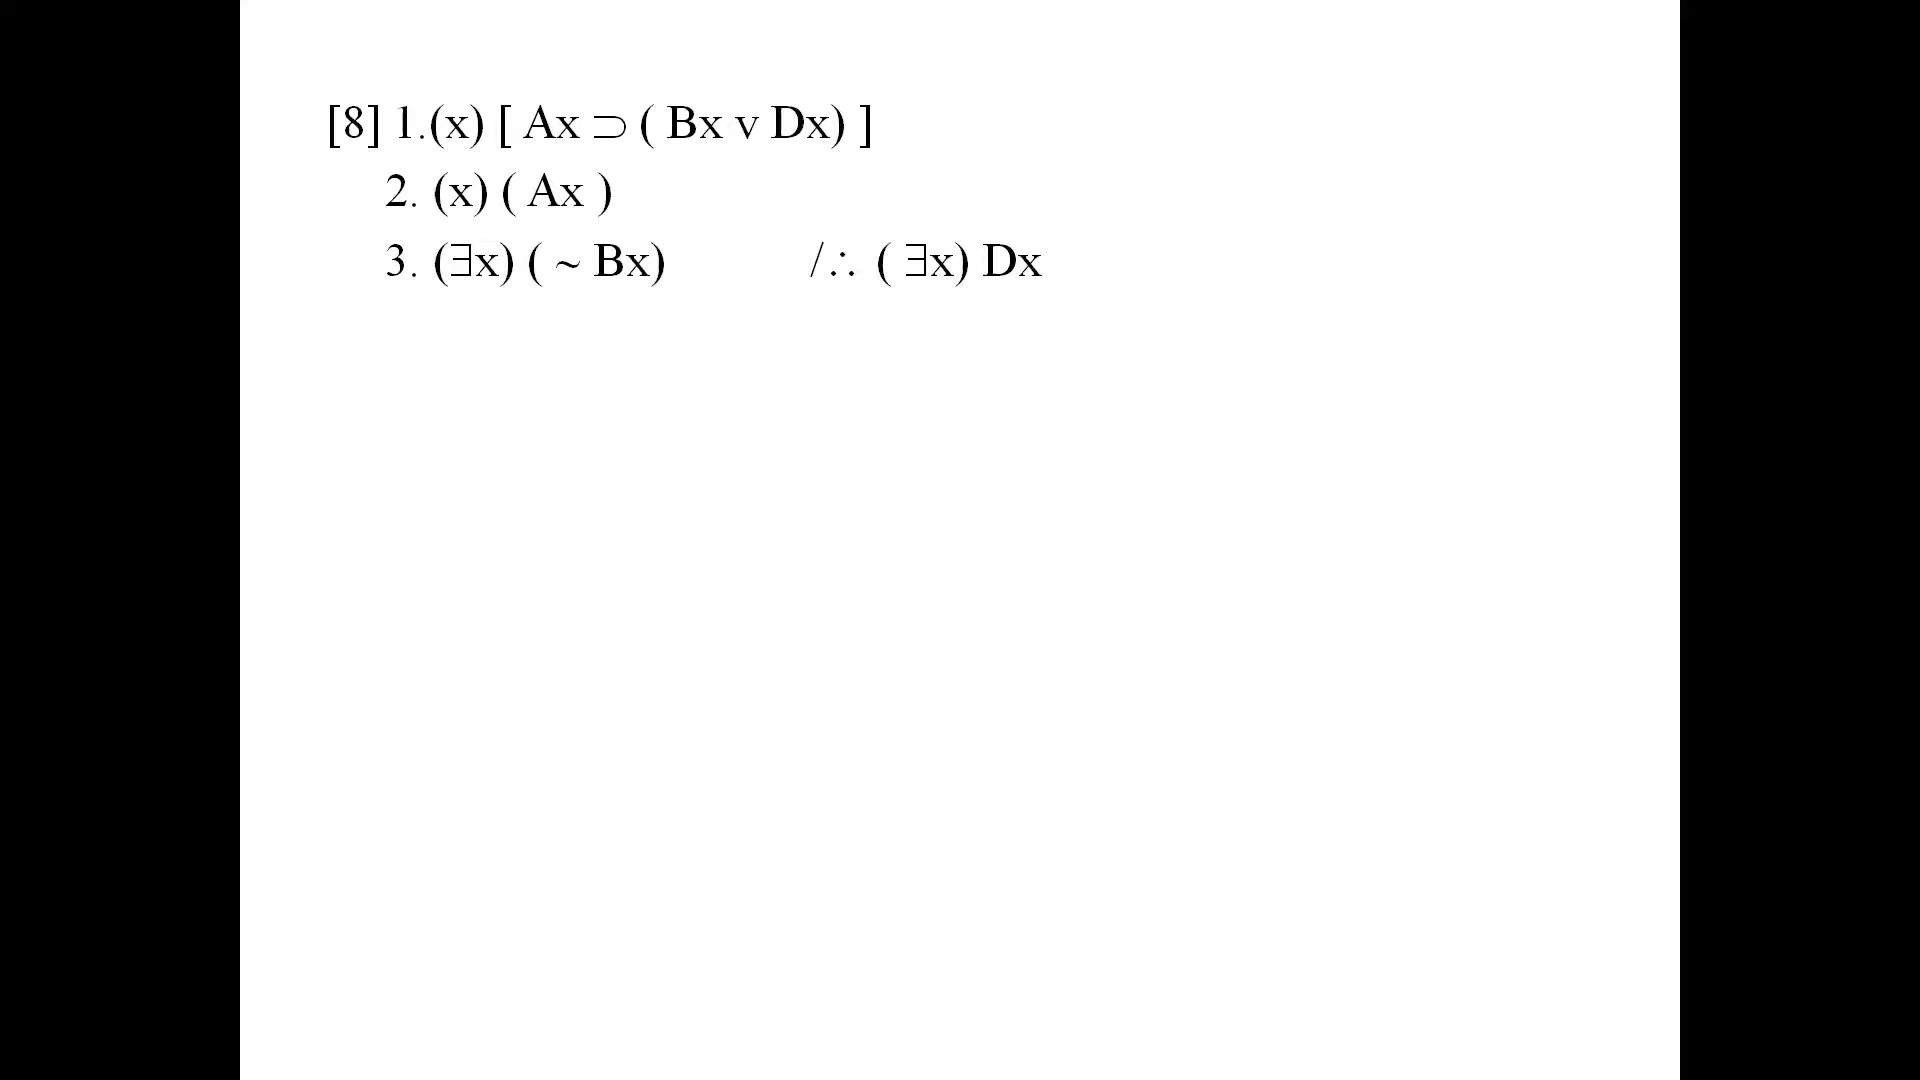 [8] 1.(x) [ Ax ⊃ ( Bx v Dx) ]
2. (x) ( Ax )
3. (∃x) ( ~ Bx) /∴ ( ∃x) Dx